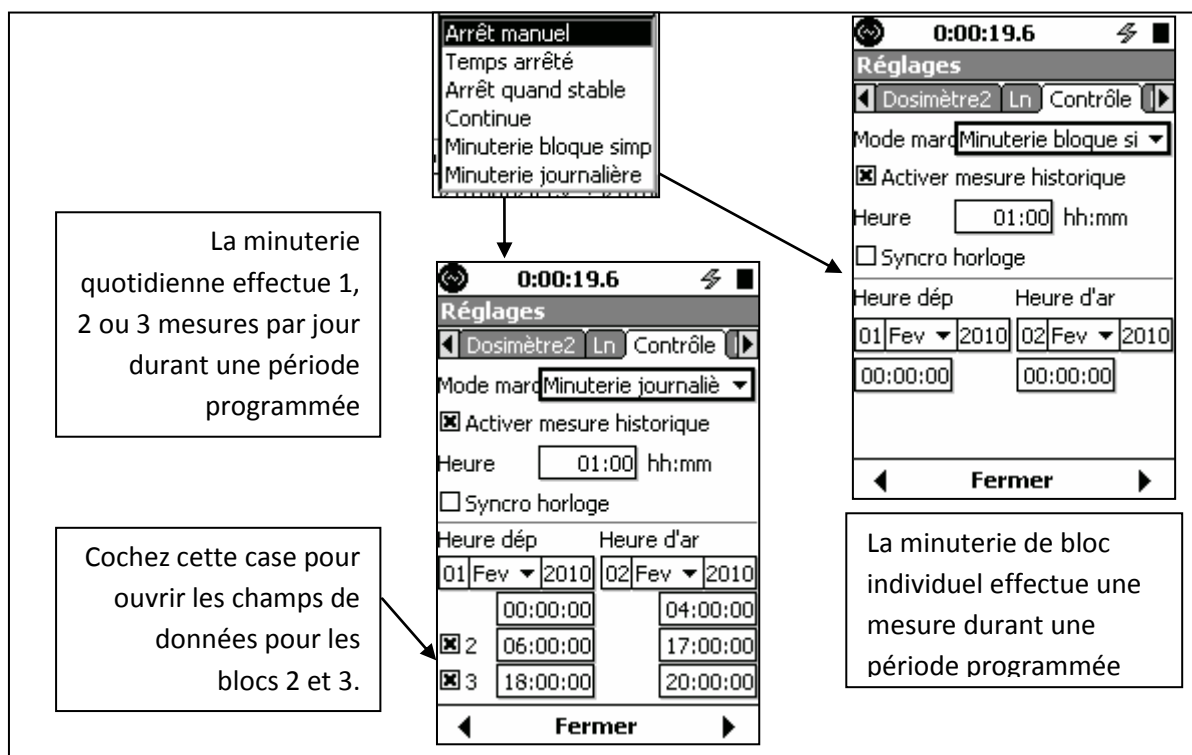 Arrêt manuel
Temps arrêté
Arrêt quand stable
Continue
Minuterie bloque simp
Minuterie journalière
0:00:19.6
Réglages
Dosimètre2 Ln Contrôle
Mode marc Minuterie bloque si
Activer mesure historique
Heure 01:00 hh:mm
Syncro horloge
Heure dép Heure d'ar
01 Fev 2010 02 Fev 2010
00:00:00 00:00:00
Fermer
La minuterie
quotidienne effectue 1,
2 ou 3 mesures par jour
durant une période
programmée
0:00:19.6
Réglages
Dosimètre2 Ln Contrôle
Mode marc Minuterie journaliè
Activer mesure historique
Heure 01:00 hh:mm
Syncro horloge
Heure dép Heure d'ar
01 Fev 2010 02 Fev 2010
00:00:00 04:00:00
2 06:00:00 17:00:00
3 18:00:00 20:00:00
Fermer
Cochez cette case pour
ouvrir les champs de
données pour les
blocs 2 et 3.
La minuterie de bloc
individuel effectue une
mesure durant une
période programmée